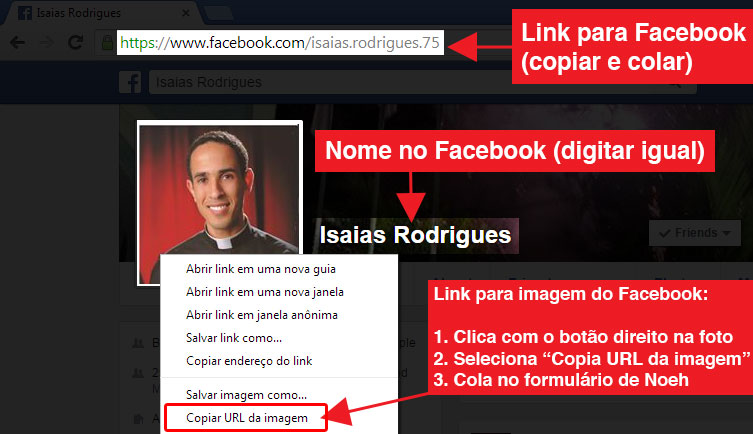 Isaias Rodrigues
https://www.facebook.com/isaias.rodrigues.75
Link para Facebook
(copiar e colar)
Isaias Rodrigues
Nome no Facebook (digitar igual)
Isaias Rodrigues
Friends
Abrir link em uma nova guia
Abrir link em uma nova janela
Abrir link em janela anônima
Salvar link como...
Copiar endereço do link
Salvar imagem como...
Copiar URL da imagem
Link para imagem do Facebook:
1. Clica com o botão direito na foto
2. Seleciona “Copia URL da imagem”
3. Cola no formulário de Noeh